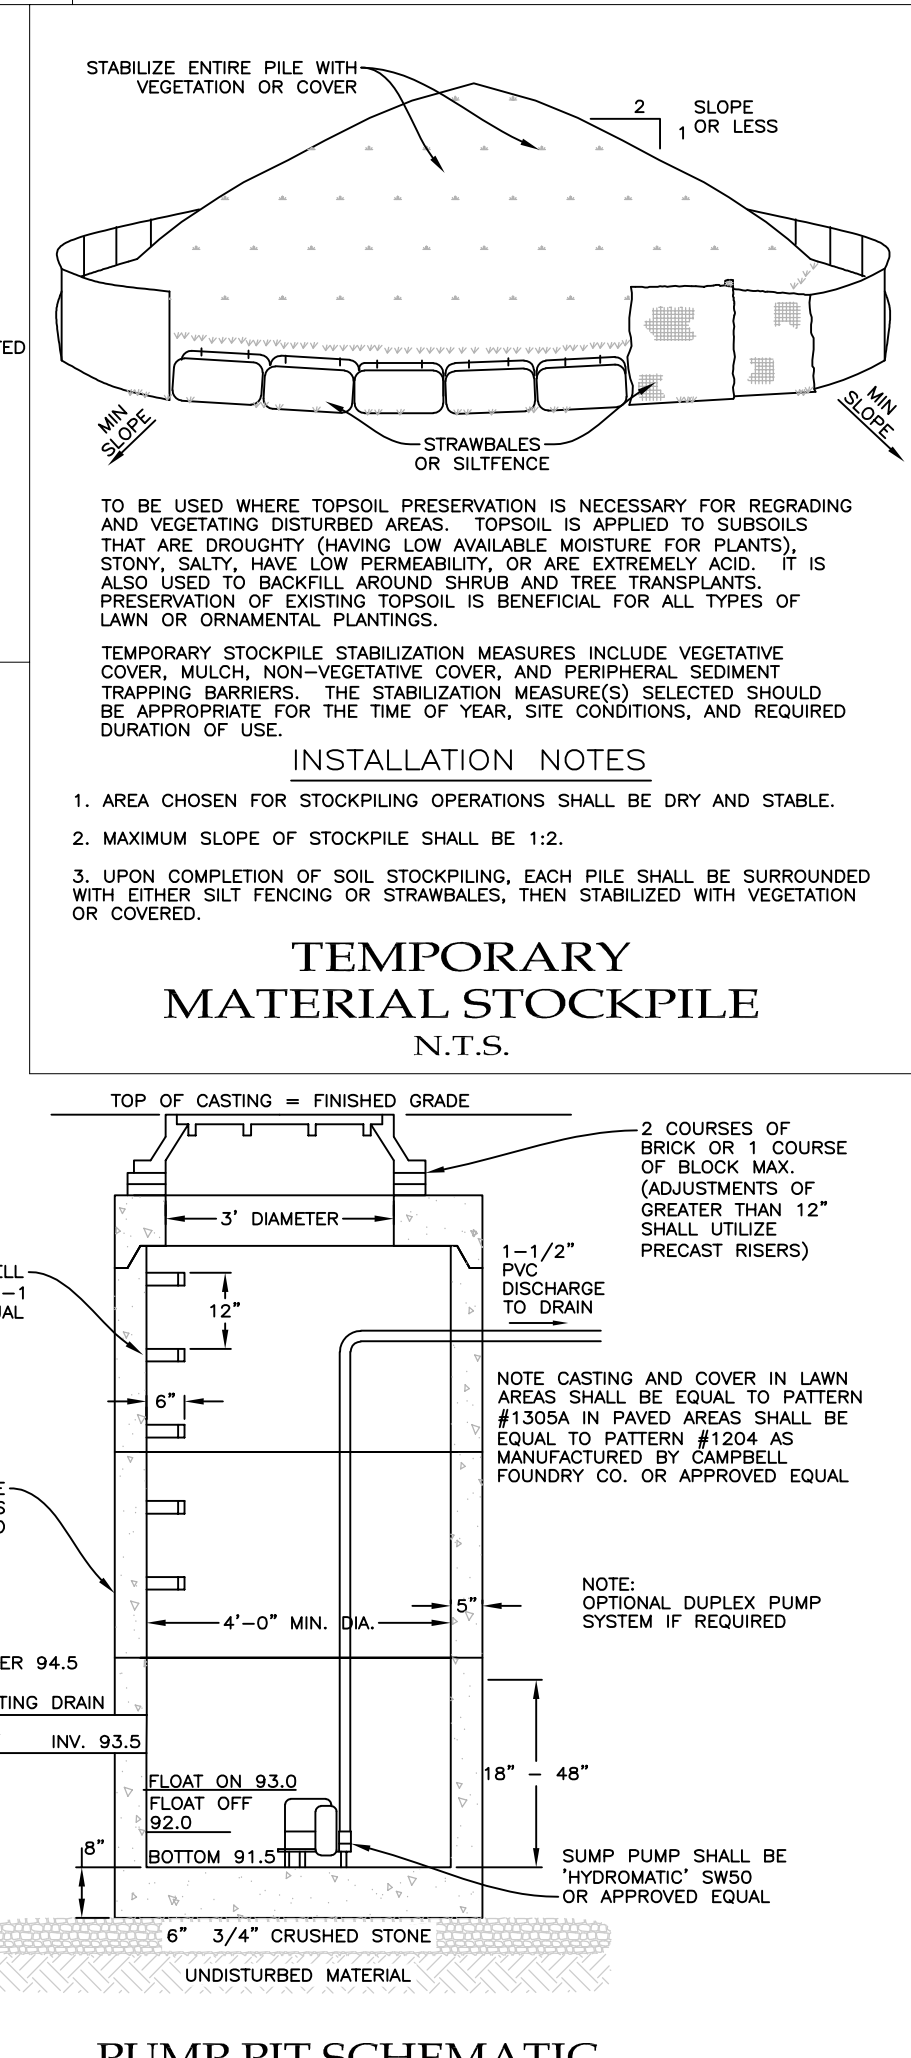 STABILIZE ENTIRE PILE WITH
VEGETATION OR COVER
2
1
SLOPE
OR LESS
TED
MIN
SLOPE
MIN
SLOPE
STRAWBALES
OR SILTFENCE
TO BE USED WHERE TOPSOIL PRESERVATION IS NECESSARY FOR REGRADING
AND VEGETATING DISTURBED AREAS. TOPSOIL IS APPLIED TO SUBSOILS
THAT ARE DROUGHTY (HAVING LOW AVAILABLE MOISTURE FOR PLANTS),
STONY, SALTY, HAVE LOW PERMEABILITY, OR ARE EXTREMELY ACID. IT IS
ALSO USED TO BACKFILL AROUND SHRUB AND TREE TRANSPLANTS.
PRESERVATION OF EXISTING TOPSOIL IS BENEFICIAL FOR ALL TYPES OF
LAWN OR ORNAMENTAL PLANTINGS.
TEMPORARY STOCKPILE STABILIZATION MEASURES INCLUDE VEGETATIVE
COVER, MULCH, NON-VEGETATIVE COVER, AND PERIPHERAL SEDIMENT
TRAPPING BARRIERS. THE STABILIZATION MEASURE(S) SELECTED SHOULD
BE APPROPRIATE FOR THE TIME OF YEAR, SITE CONDITIONS, AND REQUIRED
DURATION OF USE.
INSTALLATION NOTES
1. AREA CHOSEN FOR STOCKPILING OPERATIONS SHALL BE DRY AND STABLE.
2. MAXIMUM SLOPE OF STOCKPILE SHALL BE 1:2.
3. UPON COMPLETION OF SOIL STOCKPILING, EACH PILE SHALL BE SURROUNDED
WITH EITHER SILT FENCING OR STRAWBALES, THEN STABILIZED WITH VEGETATION
OR COVERED.
TEMPORARY
MATERIAL STOCKPILE
N.T.S.
TOP OF CASTING = FINISHED GRADE
2 COURSES OF
BRICK OR 1 COURSE
OF BLOCK MAX.
(ADJUSTMENTS OF
GREATER THAN 12"
SHALL UTILIZE
PRECAST RISERS)
3' DIAMETER
1-1/2"
PVC
DISCHARGE
TO DRAIN
ELL
-1
UAL
12"
6"
NOTE CASTING AND COVER IN LAWN
AREAS SHALL BE EQUAL TO PATTERN
#1305A IN PAVED AREAS SHALL BE
EQUAL TO PATTERN #1204 AS
MANUFACTURED BY CAMPBELL
FOUNDRY CO. OR APPROVED EQUAL
E
S
NOTE:
OPTIONAL DUPLEX PUMP
SYSTEM IF REQUIRED
4'-0" MIN. DIA.
5"
ER 94.5
TING DRAIN
INV. 93.5
FLOAT ON 93.0
FLOAT OFF
92.0
BOTTOM 91.5
18" - 48"
8"
SUMP PUMP SHALL BE
'HYDROMATIC' SW50
OR APPROVED EQUAL
6" 3/4" CRUSHED STONE
UNDISTURBED MATERIAL
PUMP PIT SCHEMATIC